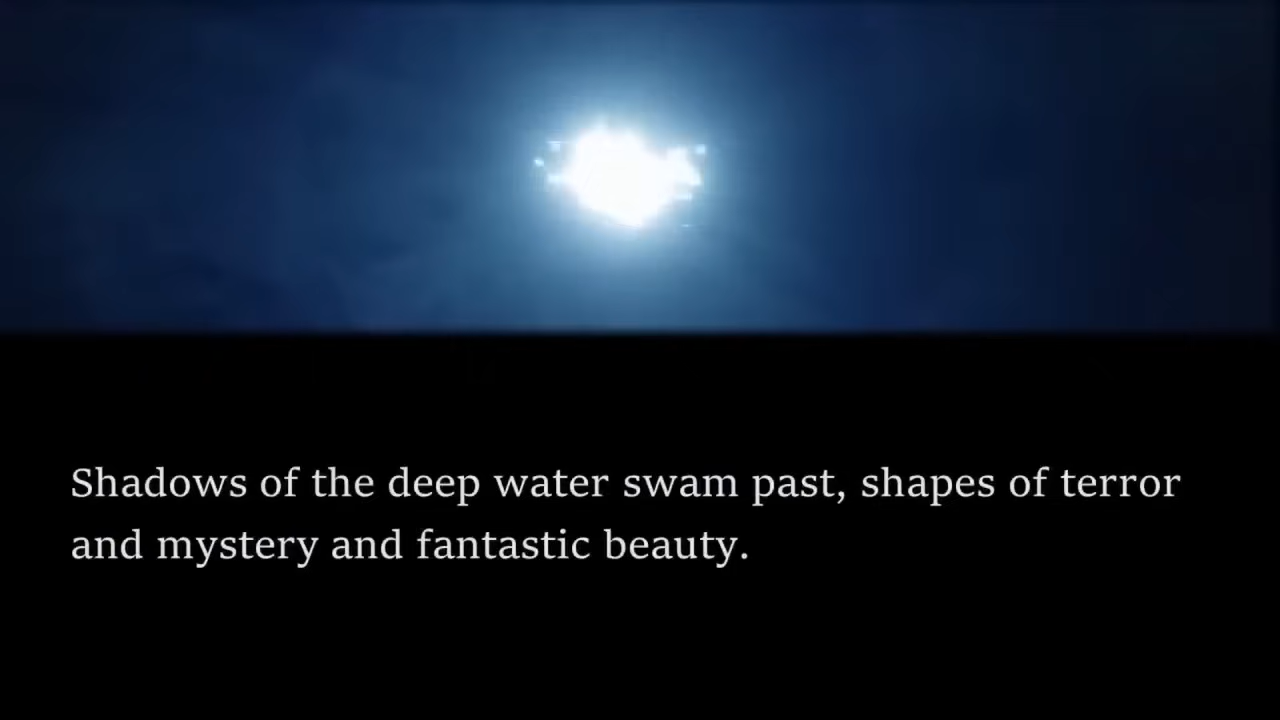 Shadows of the deep water swam past, shapes of terror
and mystery and fantastic beauty.